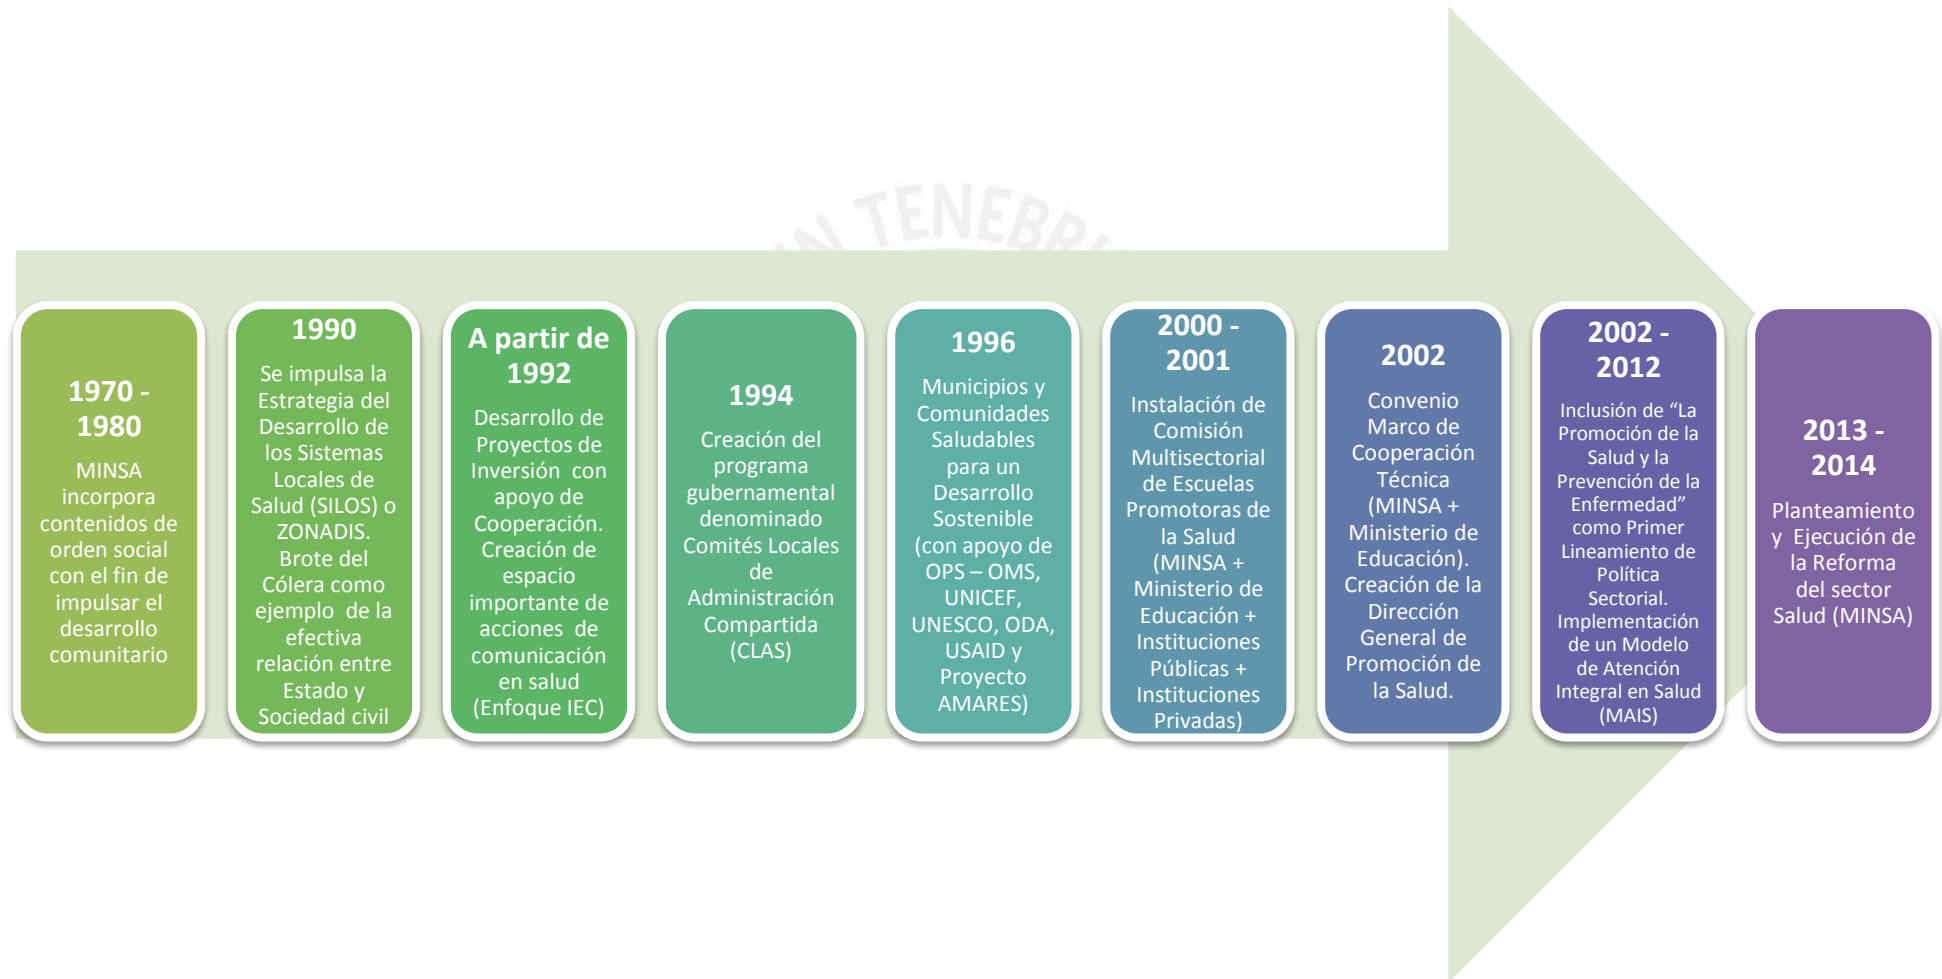 IN TENEBRIS
1970 -
1980
MINSA
incorpora
contenidos de
orden social
con el fin de
impulsar el
desarrollo
comunitario
1990
Se impulsa la
Estrategia del
Desarrollo de
los Sistemas
Locales de
Salud (SILOS) o
ZONADIS.
Brote del
Cólera como
ejemplo de la
efectiva
relación entre
Estado y
Sociedad civil
A partir de
1992
Desarrollo de
Proyectos de
Inversión con
apoyo de
Cooperación.
Creación de
espacio
importante de
acciones de
comunicación
en salud
(Enfoque IEC)
1994
Creación del
programa
gubernamental
denominado
Comités Locales
de
Administración
Compartida
(CLAS)
1996
Municipios y
Comunidades
Saludables
para un
Desarrollo
Sostenible
(con apoyo de
OPS – OMS,
UNICEF,
UNESCO, ODA,
USAID y
Proyecto
AMARES)
2000 -
2001
Instalación de
Comisión
Multisectorial
de Escuelas
Promotoras de
la Salud
(MINSA +
Ministerio de
Educación +
Instituciones
Públicas +
Instituciones
Privadas)
2002
Convenio
Marco de
Cooperación
Técnica
(MINSA +
Ministerio de
Educación).
Creación de la
Dirección
General de
Promoción de
la Salud.
2002 -
2012
Inclusión de “La
Promoción de la
Salud y la
Prevención de la
Enfermedad”
como Primer
Lineamiento de
Política
Sectorial.
Implementación
de un Modelo
de Atención
Integral en Salud
(MAIS)
2013 -
2014
Planteamiento
y Ejecución de
la Reforma
del sector
Salud (MINSA)